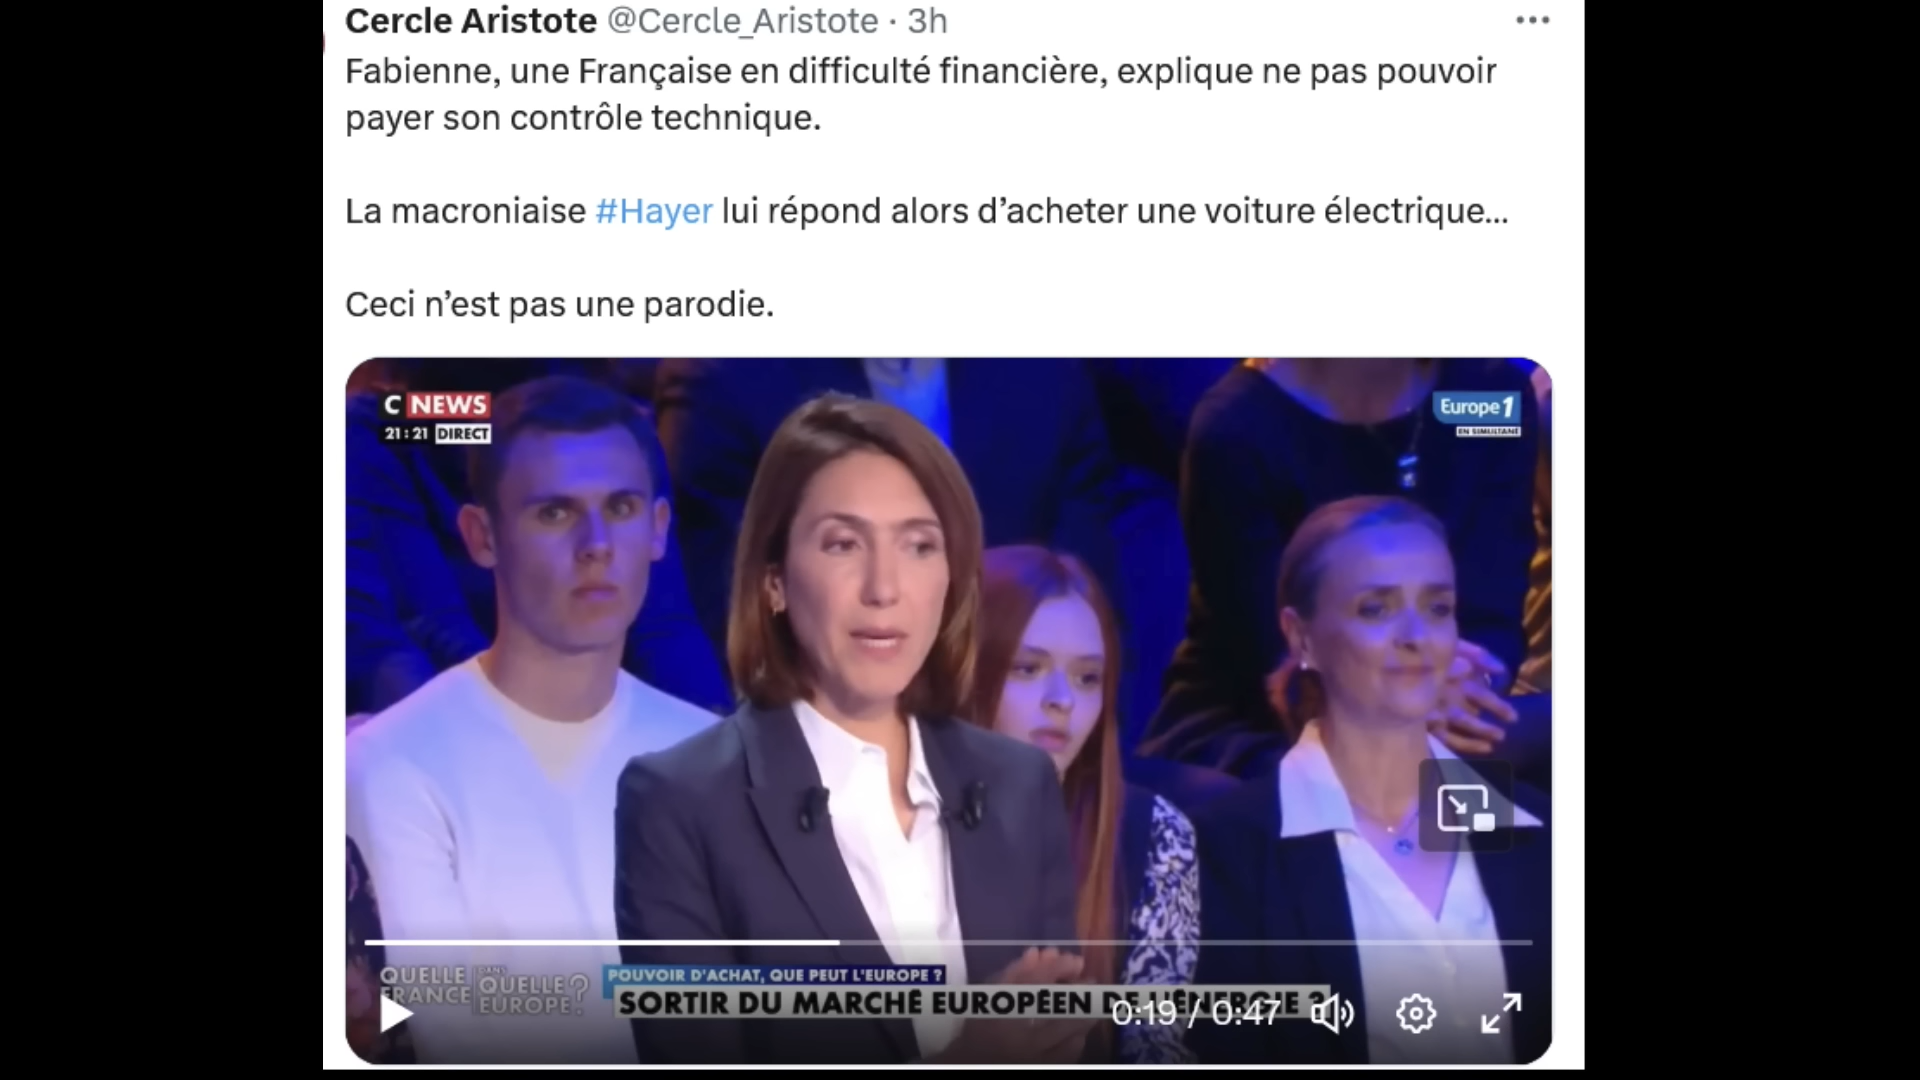 Cercle Aristote @Cercle_Aristote · 3h
Fabienne, une Française en difficulté financière, explique ne pas pouvoir
payer son contrôle technique.
La macroniaise #Hayer lui répond alors d’acheter une voiture électrique...
Ceci n’est pas une parodie.
C NEWS
21:21 DIRECT
Europe 1
EN SIMULTANÉ
QUELLE FRANCE DANS QUELLE EUROPE ?
POUVOIR D'ACHAT, QUE PEUT L'EUROPE ?
SORTIR DU MARCHÉ EUROPÉEN DE L'ÉNERGIE ?
0:19 / 0:47